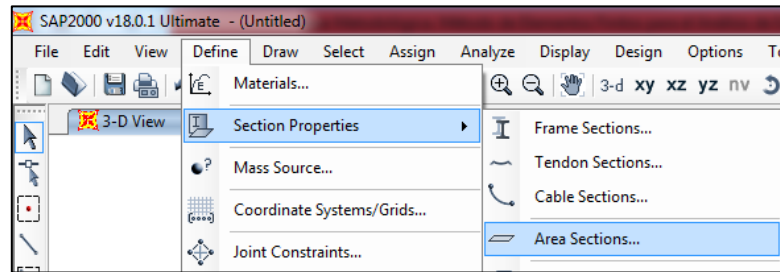 SAP2000 v18.0.1 Ultimate - (Untitled)
File Edit View Define Draw Select Assign Analyze Display Design Options
Materials... 3-d xy xz yz nv
3-D View Section Properties Frame Sections...
Mass Source... Tendon Sections...
Coordinate Systems/Grids... Cable Sections...
Joint Constraints... Area Sections...